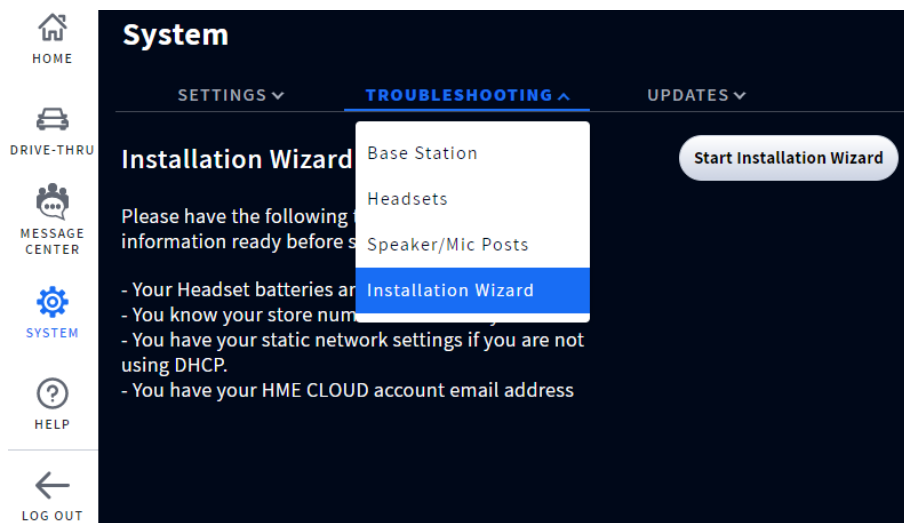 HOME
DRIVE-THRU
MESSAGE
CENTER
SYSTEM
HELP
LOG OUT
System
SETTINGS
TROUBLESHOOTING
UPDATES
Base Station
Headsets
Speaker/Mic Posts
Installation Wizard
Installation Wizard
Start Installation Wizard
Please have the following
information ready before
- Your Headset batteries
- You know your store
- You have your static network settings if you are not
using DHCP.
- You have your HME CLOUD account email address